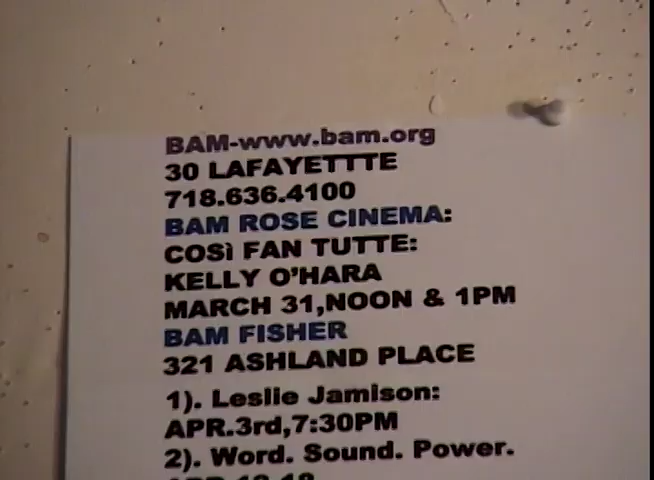 BAM-www.bam.org
30 LAFAYETTTE
718.636.4100
BAM ROSE CINEMA:
COSì FAN TUTTE:
KELLY O'HARA
MARCH 31,NOON & 1PM
BAM FISHER
321 ASHLAND PLACE
1). Leslie Jamison:
APR.3rd,7:30PM
2). Word. Sound. Power.